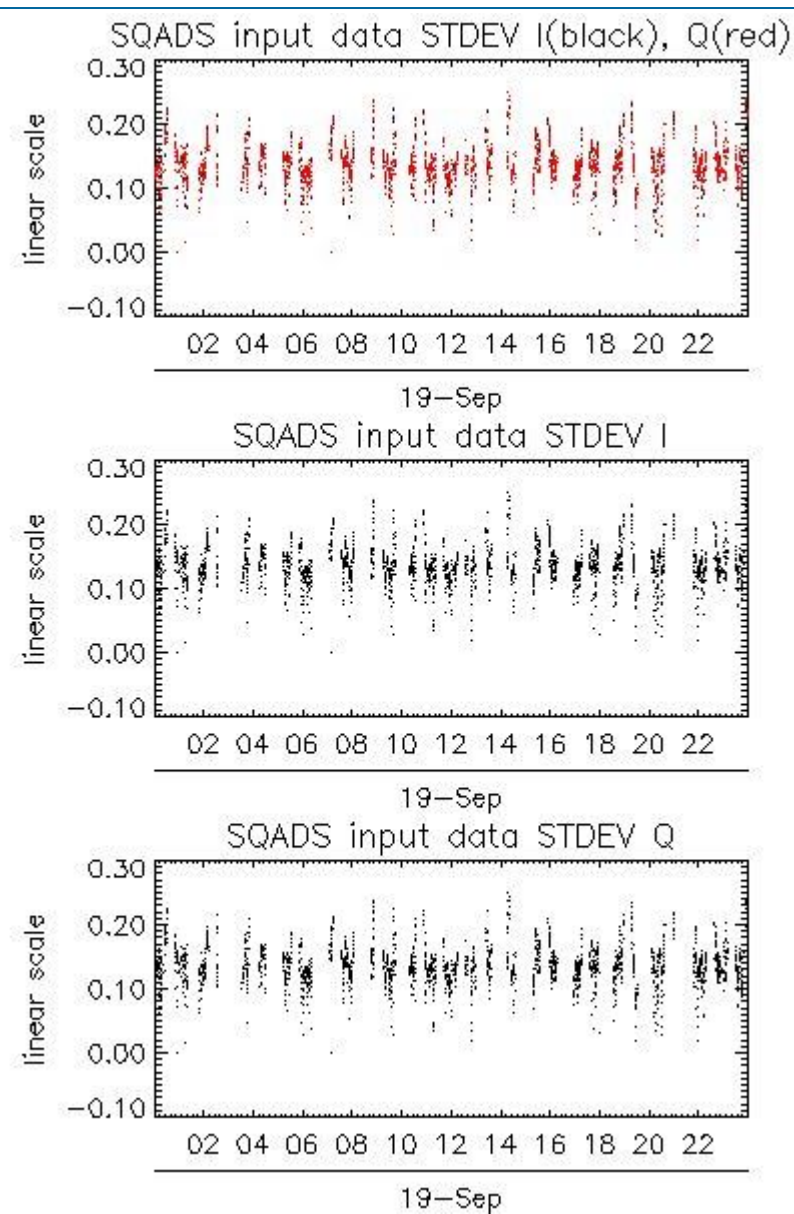 SQADS input data STDEV I(black), Q(red)
0.30
0.20
0.10
0.00
-0.10
linear scale
02 04 06 08 10 12 14 16 18 20 22
19-Sep
SQADS input data STDEV I
0.30
0.20
0.10
0.00
-0.10
linear scale
02 04 06 08 10 12 14 16 18 20 22
19-Sep
SQADS input data STDEV Q
0.30
0.20
0.10
0.00
-0.10
linear scale
02 04 06 08 10 12 14 16 18 20 22
19-Sep